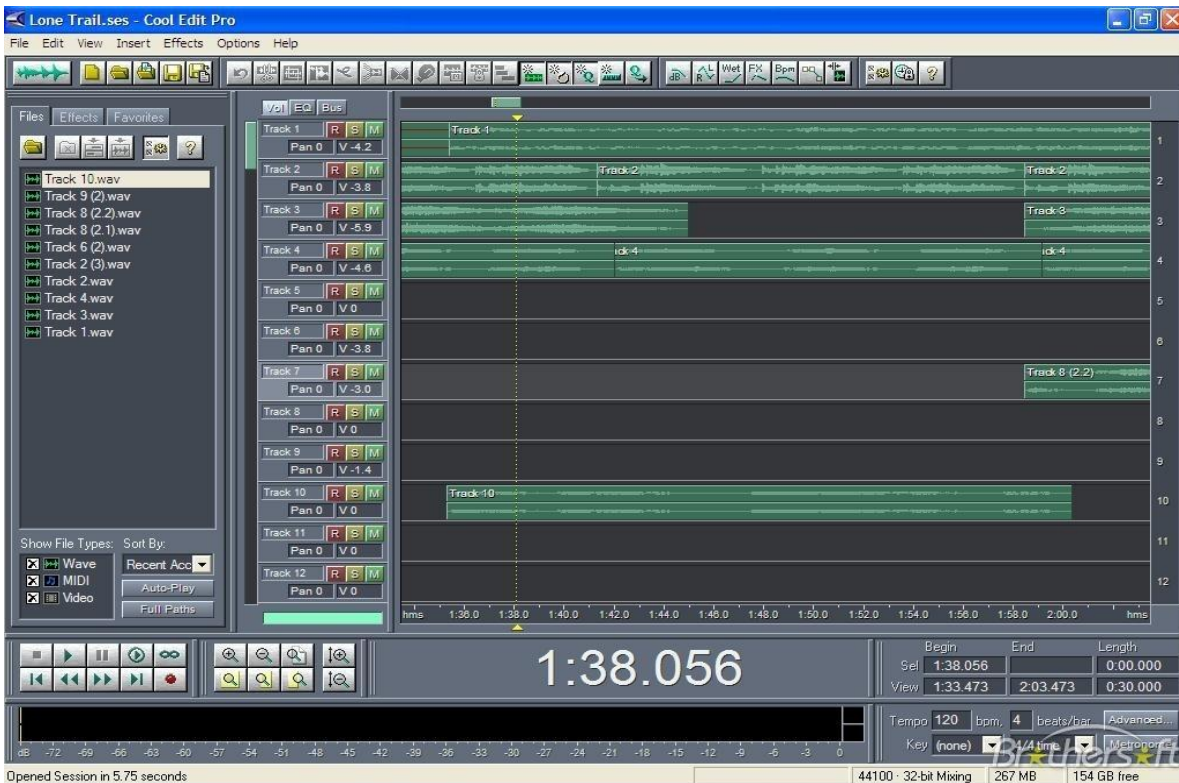 Lone Trail.ses - Cool Edit Pro
File Edit View Insert Effects Options Help
Wet FX Bpm
Files Effects Favorites
Track 10.wav
Track 9 (2).wav
Track 8 (2.2).wav
Track 8 (2.1).wav
Track 6 (2).wav
Track 2 (3).wav
Track 2.wav
Track 4.wav
Track 3.wav
Track 1.wav
Show File Types: Sort By:
Wave Recent Acc
MIDI Auto-Play
Video Full Paths
Vol EQ Bus
Track 1 R S M
Pan 0 V -4.2
Track 2 R S M
Pan 0 V -3.8
Track 3 R S M
Pan 0 V -5.9
Track 4 R S M
Pan 0 V -4.6
Track 5 R S M
Pan 0 V 0
Track 6 R S M
Pan 0 V -3.8
Track 7 R S M
Pan 0 V -3.0
Track 8 R S M
Pan 0 V 0
Track 9 R S M
Pan 0 V -1.4
Track 10 R S M
Pan 0 V 0
Track 11 R S M
Pan 0 V 0
Track 12 R S M
Pan 0 V 0
Track 1 1
Track 2 Track 2 2
Track 3 3
ck 4 ck 4 4
5
6
Track 8 (2.2) 7
8
9
Track 10 10
11
12
hms 1:36.0 1:38.0 1:40.0 1:42.0 1:44.0 1:46.0 1:48.0 1:50.0 1:52.0 1:54.0 1:56.0 1:58.0 2:00.0 hms
1:38.056
Begin End Length
Sel 1:38.056 0:00.000
View 1:33.473 2:03.473 0:30.000
dB -72 -69 -66 -63 -60 -57 -54 -51 -48 -45 -42 -39 -36 -33 -30 -27 -24 -21 -18 -15 -12 -9 -6 -3 0
Tempo 120 bpm, 4 beats/bar Advanced...
Key (none) 4/4 time Metronome
Brothersoft
Opened Session in 5.75 seconds
44100 · 32-bit Mixing 267 MB 154 GB free